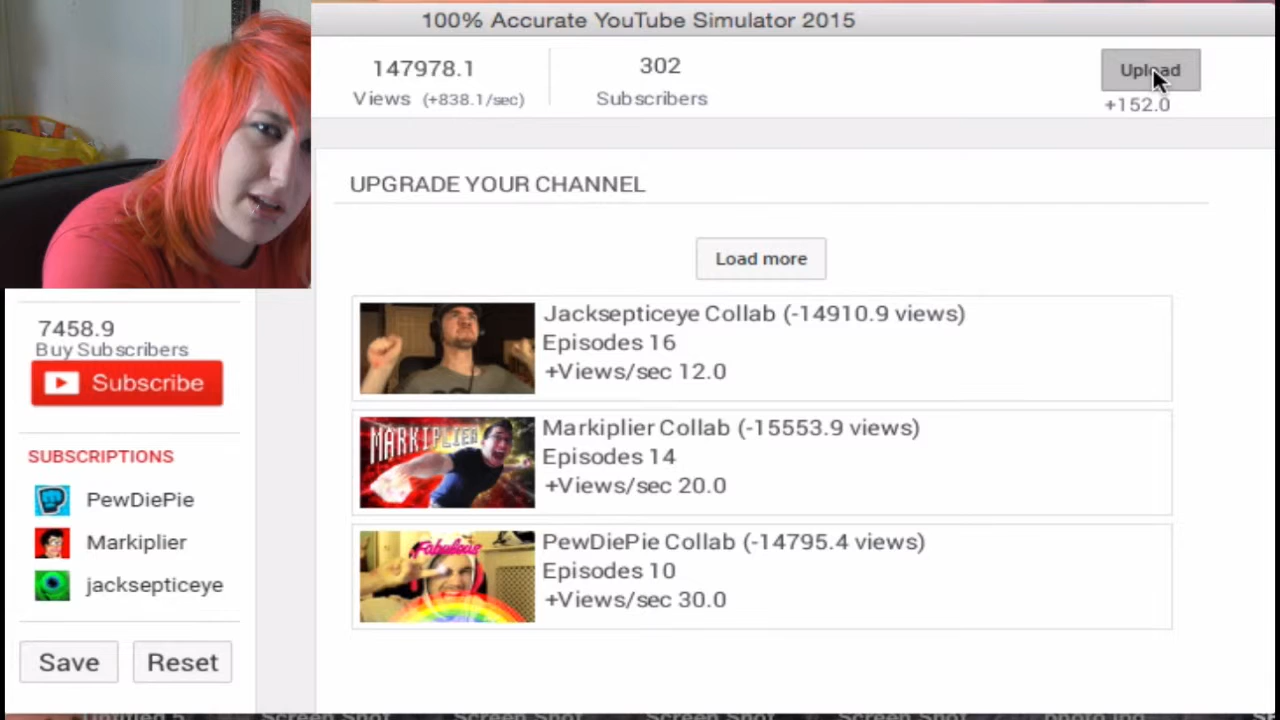 100% Accurate YouTube Simulator 2015
147978.1
Views (+838.1/sec)
302
Subscribers
Upload
+152.0
UPGRADE YOUR CHANNEL
Load more
Jacksepticeye Collab (-14910.9 views)
Episodes 16
+Views/sec 12.0
MARKIPLIER
Markiplier Collab (-15553.9 views)
Episodes 14
+Views/sec 20.0
Fabulous
PewDiePie Collab (-14795.4 views)
Episodes 10
+Views/sec 30.0
7458.9
Buy Subscribers
Subscribe
SUBSCRIPTIONS
PewDiePie
Markiplier
jacksepticeye
Save
Reset